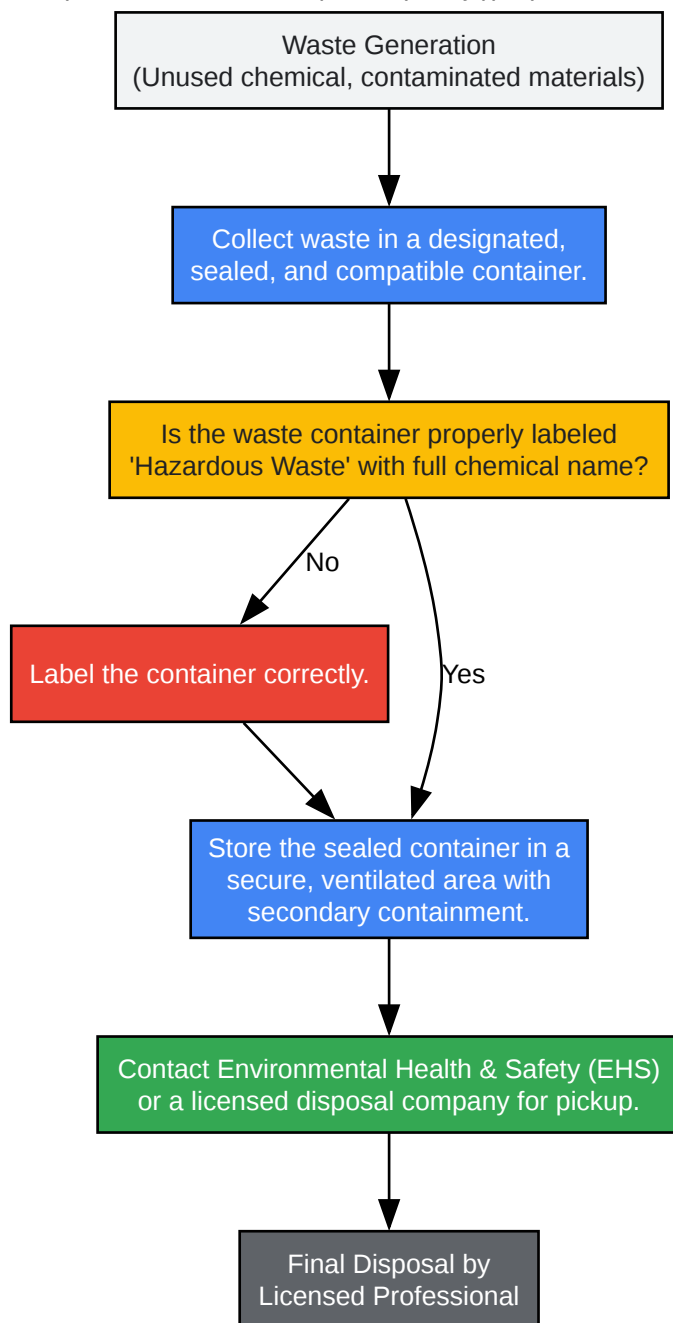 Waste Generation
(Unused chemical, contaminated materials)
Collect waste in a designated,
sealed, and compatible container.
Is the waste container properly labeled
'Hazardous Waste' with full chemical name?
No
Label the container correctly.
Yes
Store the sealed container in a
secure, ventilated area with
secondary containment.
Contact Environmental Health & Safety (EHS)
or a licensed disposal company for pickup.
Final Disposal by
Licensed Professional